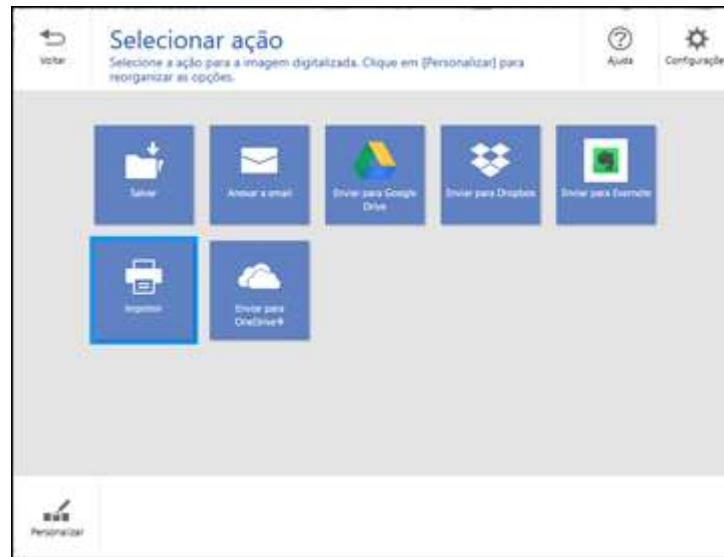 Voltar
Selecionar ação
Selecione a ação para a imagem digitalizada. Clique em [Personalizar] para
reorganizar as opções.
Ajuda
Configuraçõe
Salvar
Anexar a email
Enviar para Google
Drive
Enviar para Dropbox
Enviar para Evernote
Imprimir
Enviar para
OneDrive®
Personalizar